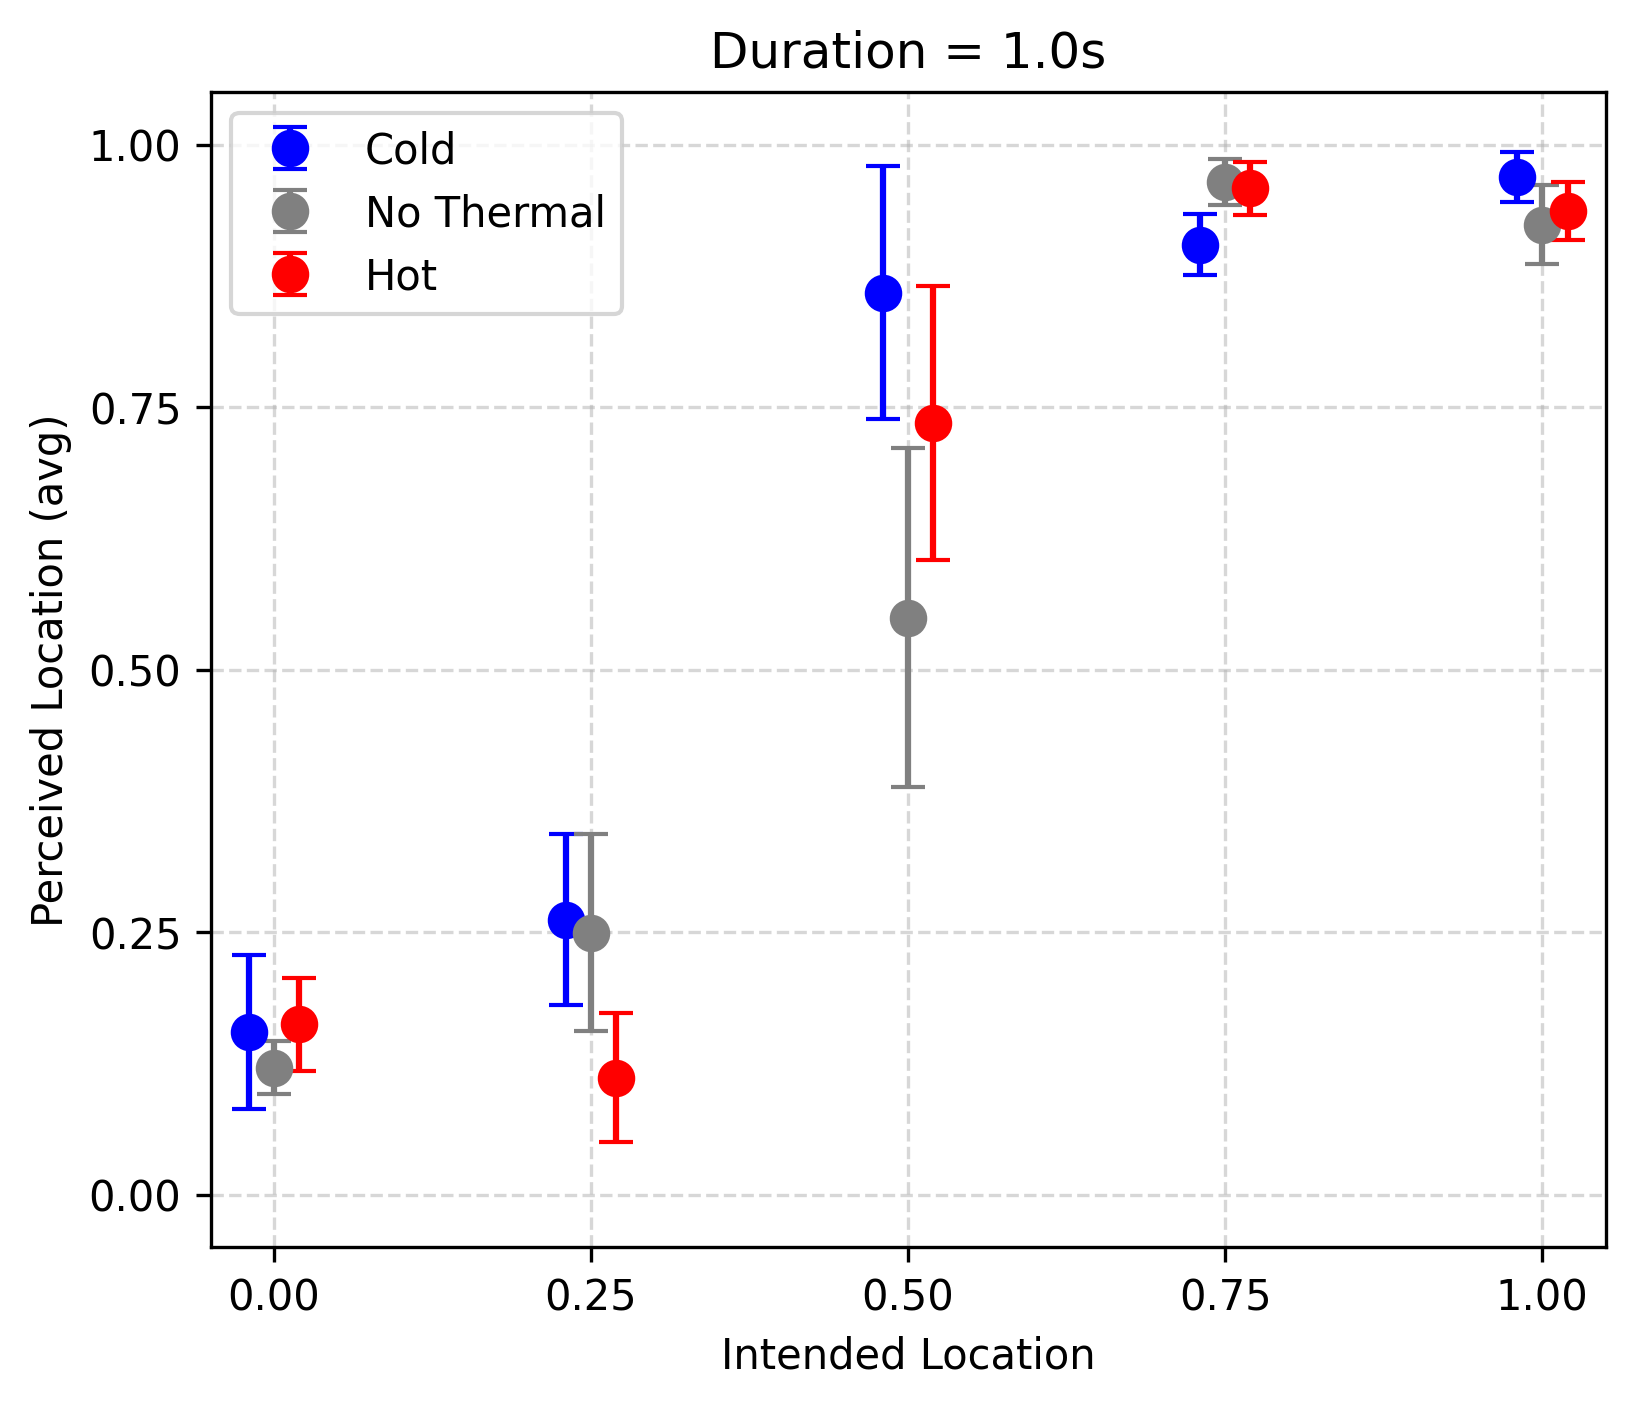 Duration = 1.0s
Cold
No Thermal
Hot
Perceived Location (avg)
1.00
0.75
0.50
0.25
0.00
0.00 0.25 0.50 0.75 1.00
Intended Location